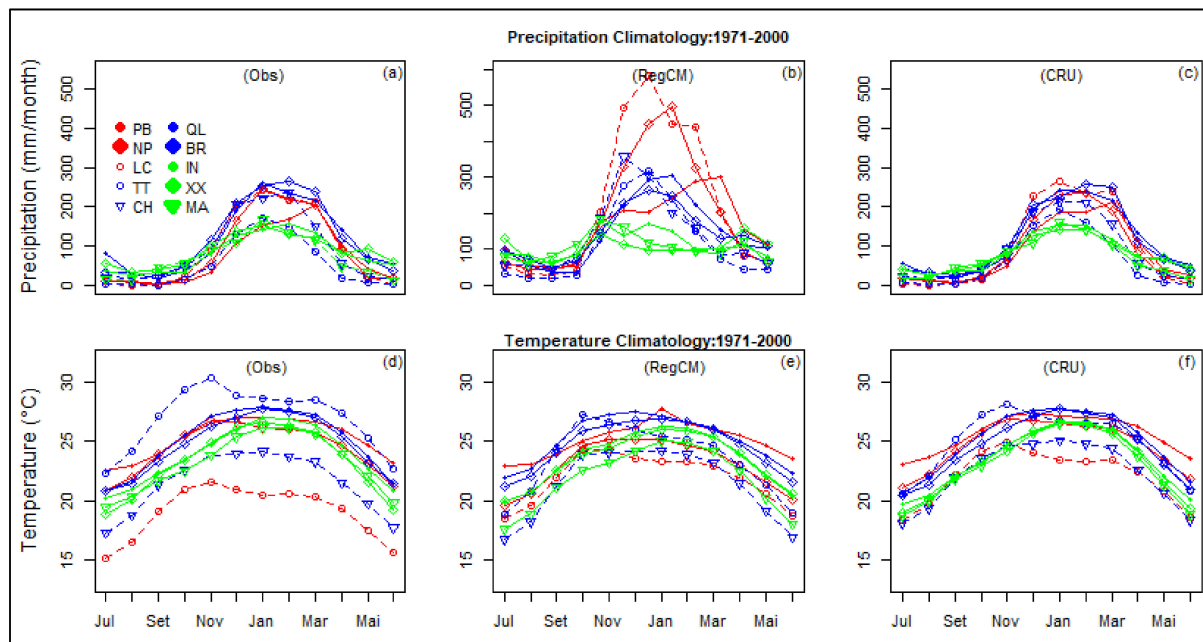 Precipitation Climatology:1971-2000
Precipitation (mm/month)
(Obs) (a)
(RegCM) (b)
(CRU) (c)
500
400
300
200
100
0
PB QL
NP BR
LC IN
TT XX
CH MA
500
300
100
0
500
400
300
200
100
0
Temperature Climatology:1971-2000
Temperature (°C)
(Obs) (d)
(RegCM) (e)
(CRU) (f)
30
25
20
15
30
25
20
15
30
25
20
15
Jul Set Nov Jan Mar Mai
Jul Set Nov Jan Mar Mai
Jul Set Nov Jan Mar Mai